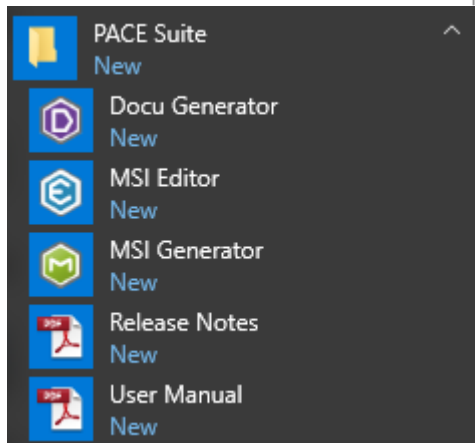 PACE Suite
New
Docu Generator
New
MSI Editor
New
MSI Generator
New
Release Notes
New
User Manual
New